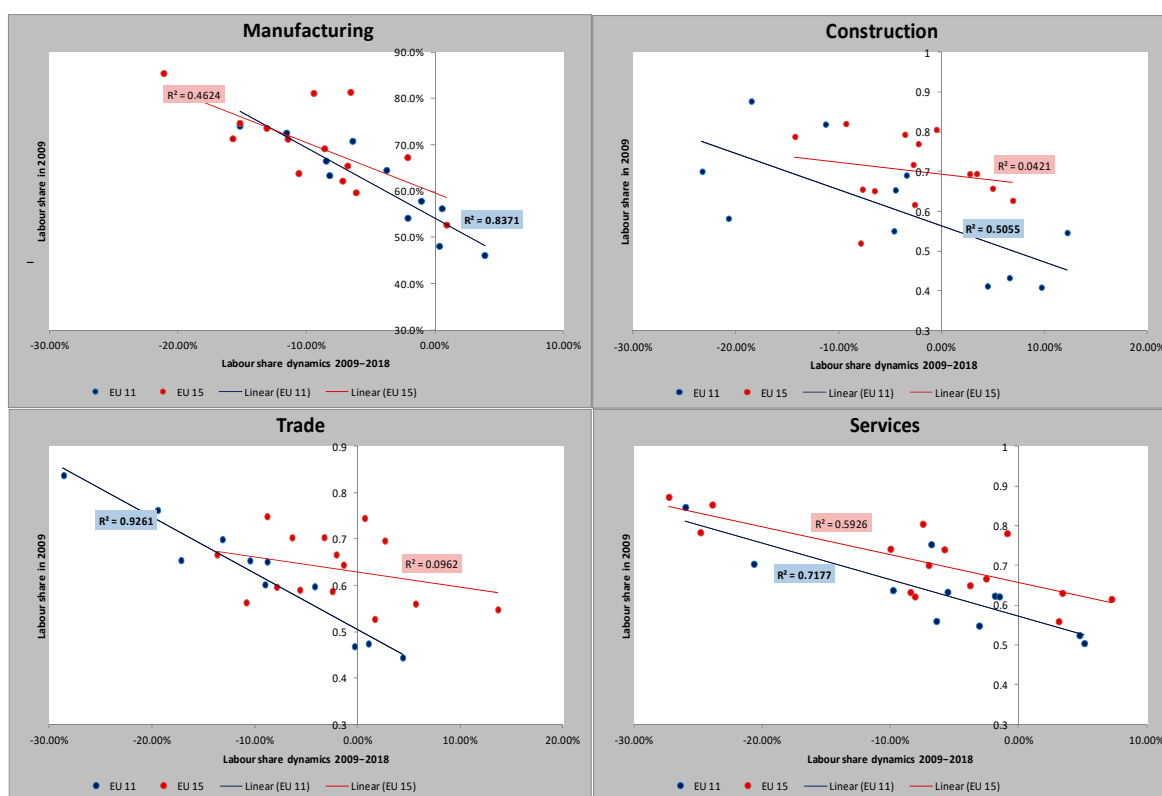 Manufacturing
90.0%
80.0%
70.0%
60.0%
50.0%
40.0%
30.0%
R² = 0.4624
R² = 0.8371
Labour share in 2009
-30.00% -20.00% -10.00% 0.00% 10.00%
Labour share dynamics 2009–2018
EU 11 EU 15 Linear (EU 11) Linear (EU 15)
Construction
1
0.9
0.8
0.7
0.6
0.5
0.4
0.3
R² = 0.0421
R² = 0.5055
Labour share in 2009
-30.00% -20.00% -10.00% 0.00% 10.00% 20.00%
Labour share dynamics 2009–2018
EU 11 EU 15 Linear (EU 11) Linear (EU 15)
Trade
0.9
0.8
0.7
0.6
0.5
0.4
0.3
R² = 0.9261
R² = 0.0962
Labour share in 2009
-30.00% -20.00% -10.00% 0.00% 10.00% 20.00%
Labour share dynamics 2009–2018
EU 11 EU 15 Linear (EU 11) Linear (EU 15)
Services
1
0.9
0.8
0.7
0.6
0.5
0.4
0.3
R² = 0.5926
R² = 0.7177
Labour share in 2009
-30.00% -20.00% -10.00% 0.00% 10.00%
Labour share dynamics 2009–2018
EU 11 EU 15 Linear (EU 11) Linear (EU 15)